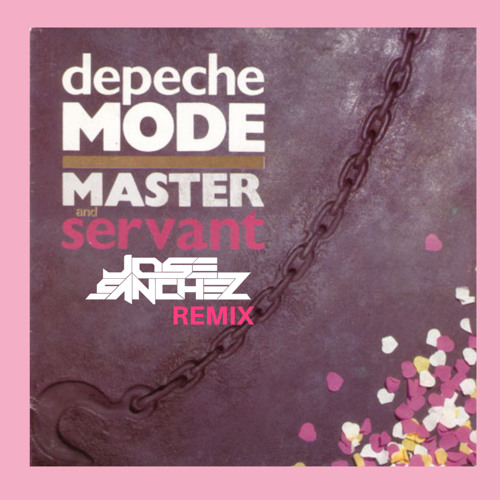 depeche
MODE
MASTER
and
servant
JOSE
SANCHEZ
REMIX